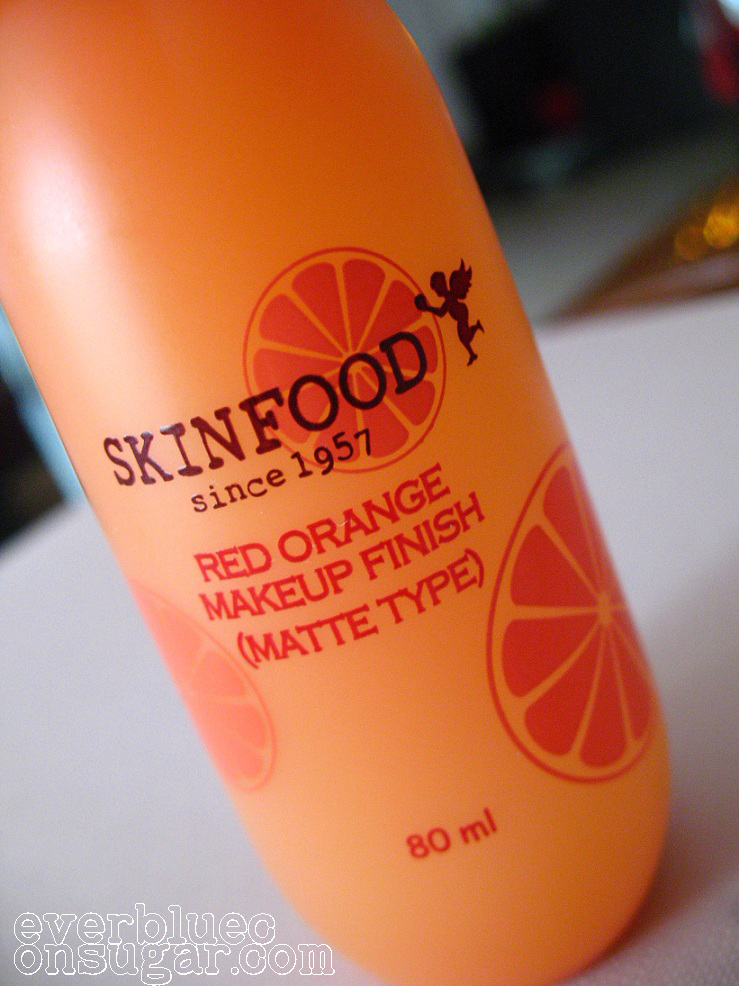 SKINFOOD
since 1957
RED ORANGE
MAKEUP FINISH
(MATTE TYPE)
80 ml
everbluec
onsugar.com